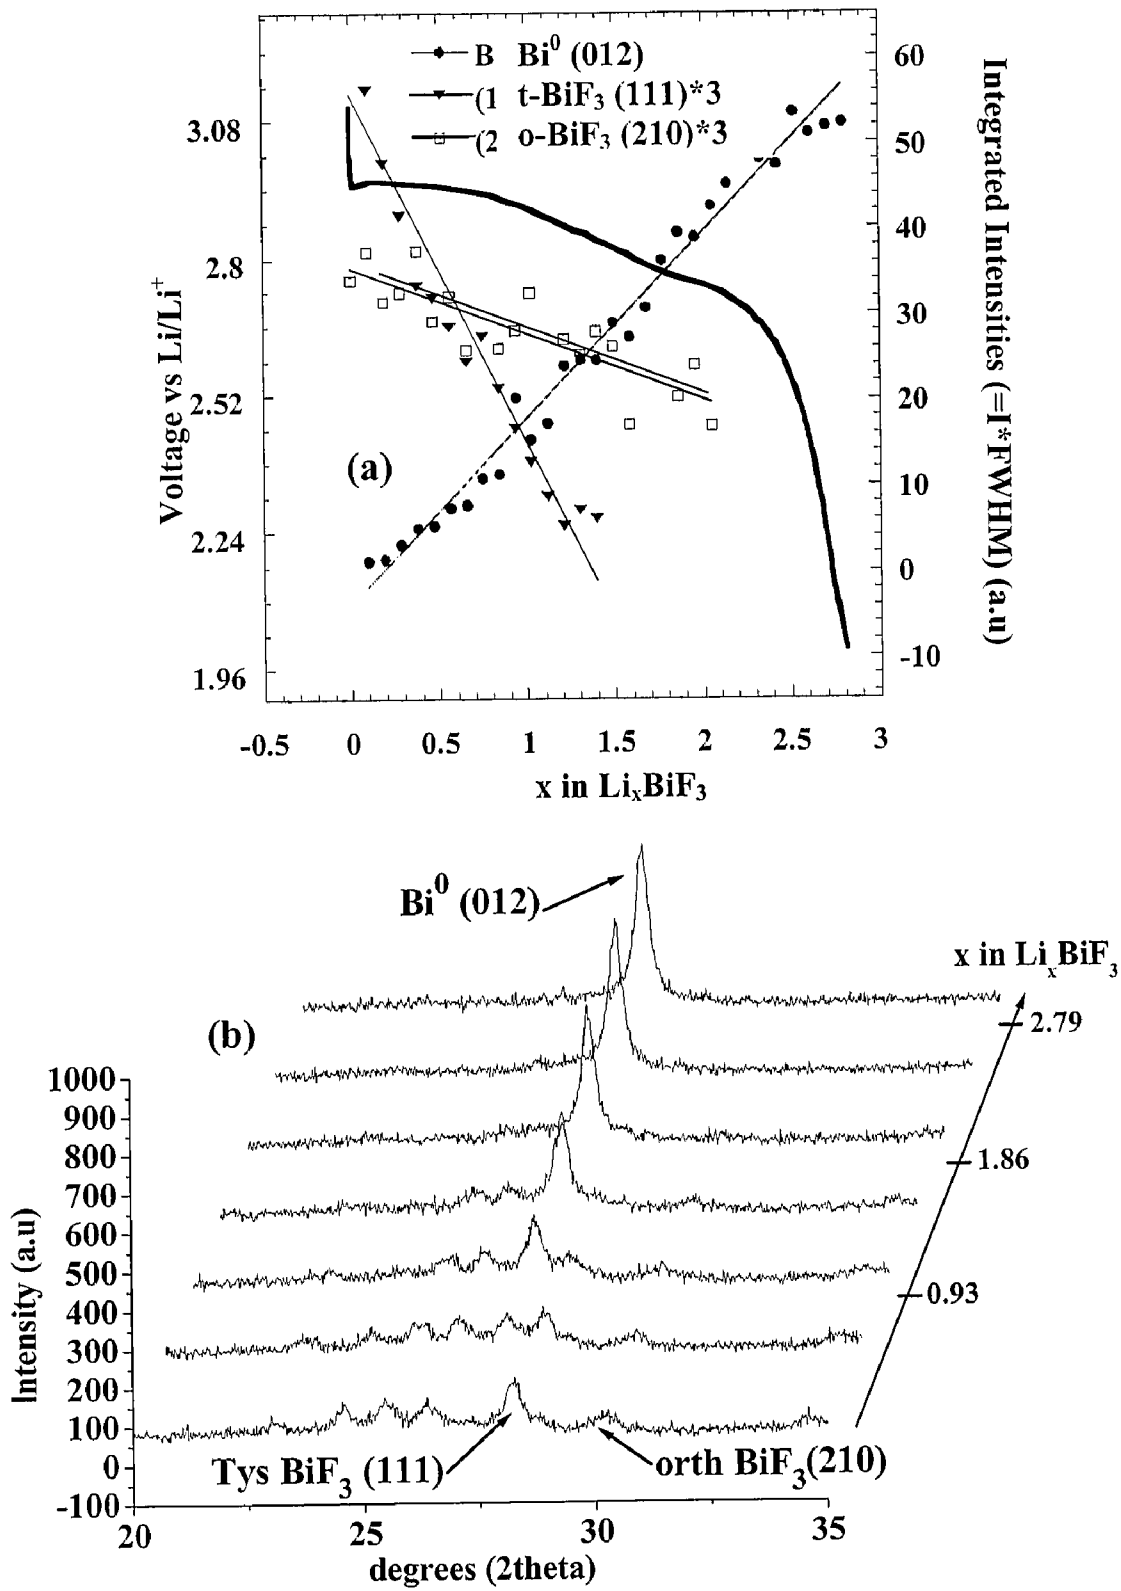 B Bi⁰ (012)
(1 t-BiF₃ (111)*3
(2 o-BiF₃ (210)*3
3.08
2.8
2.52
2.24
1.96
Voltage vs Li/Li⁺
60
50
40
30
20
10
0
-10
Integrated Intensities (=I*FWHM) (a.u)
(a)
-0.5 0 0.5 1 1.5 2 2.5 3
x in LiₓBiF₃
Bi⁰ (012)
x in LiₓBiF₃
2.79
1.86
0.93
(b)
1000
900
800
700
600
500
400
300
200
100
0
-100
Intensity (a.u)
Tys BiF₃ (111)
orth BiF₃(210)
20 25 30 35
degrees (2theta)